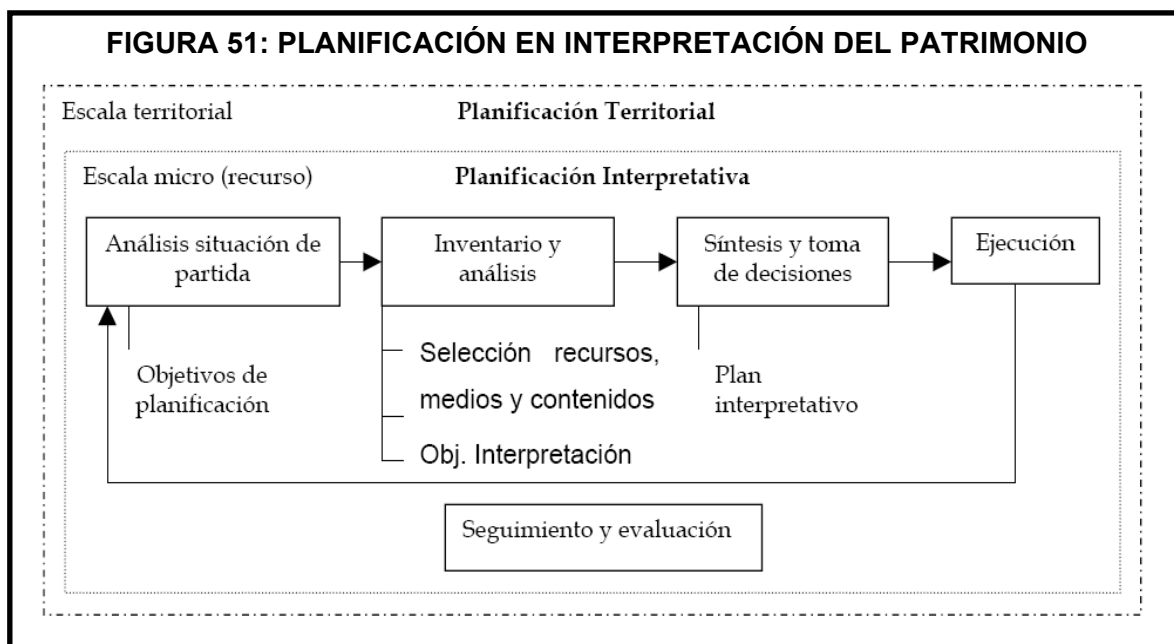 FIGURA 51: PLANIFICACIÓN EN INTERPRETACIÓN DEL PATRIMONIO
Escala territorial
Planificación Territorial
Escala micro (recurso)
Planificación Interpretativa
Análisis situación de
partida
Inventario y
análisis
Síntesis y toma
de decisiones
Ejecución
Objetivos de
planificación
Selección recursos,
medios y contenidos
Obj. Interpretación
Plan
interpretativo
Seguimiento y evaluación